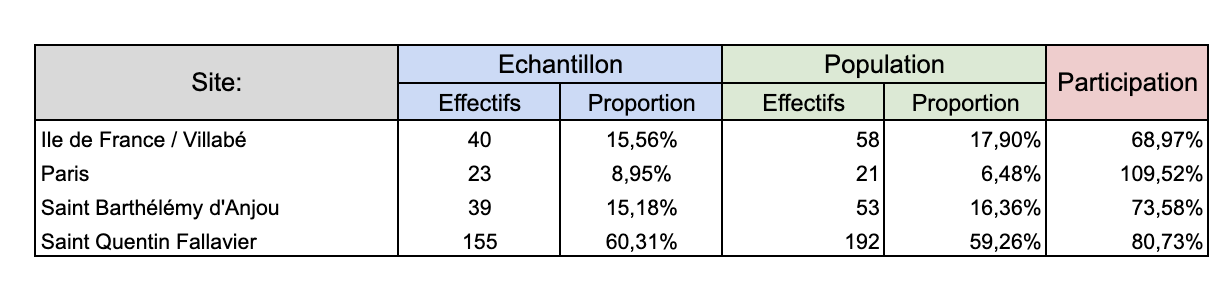 Site: Echantillon Population Participation
Effectifs Proportion Effectifs Proportion
Ile de France / Villabé 40 15,56% 58 17,90% 68,97%
Paris 23 8,95% 21 6,48% 109,52%
Saint Barthélémy d'Anjou 39 15,18% 53 16,36% 73,58%
Saint Quentin Fallavier 155 60,31% 192 59,26% 80,73%